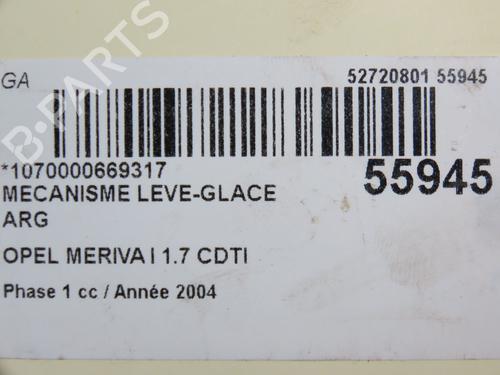 GA
52720801 55945
*1070000669317
55945
MECANISME LEVE-GLACE
ARG
OPEL MERIVA I 1.7 CDTI
Phase 1 cc / Année 2004
B-PARTS